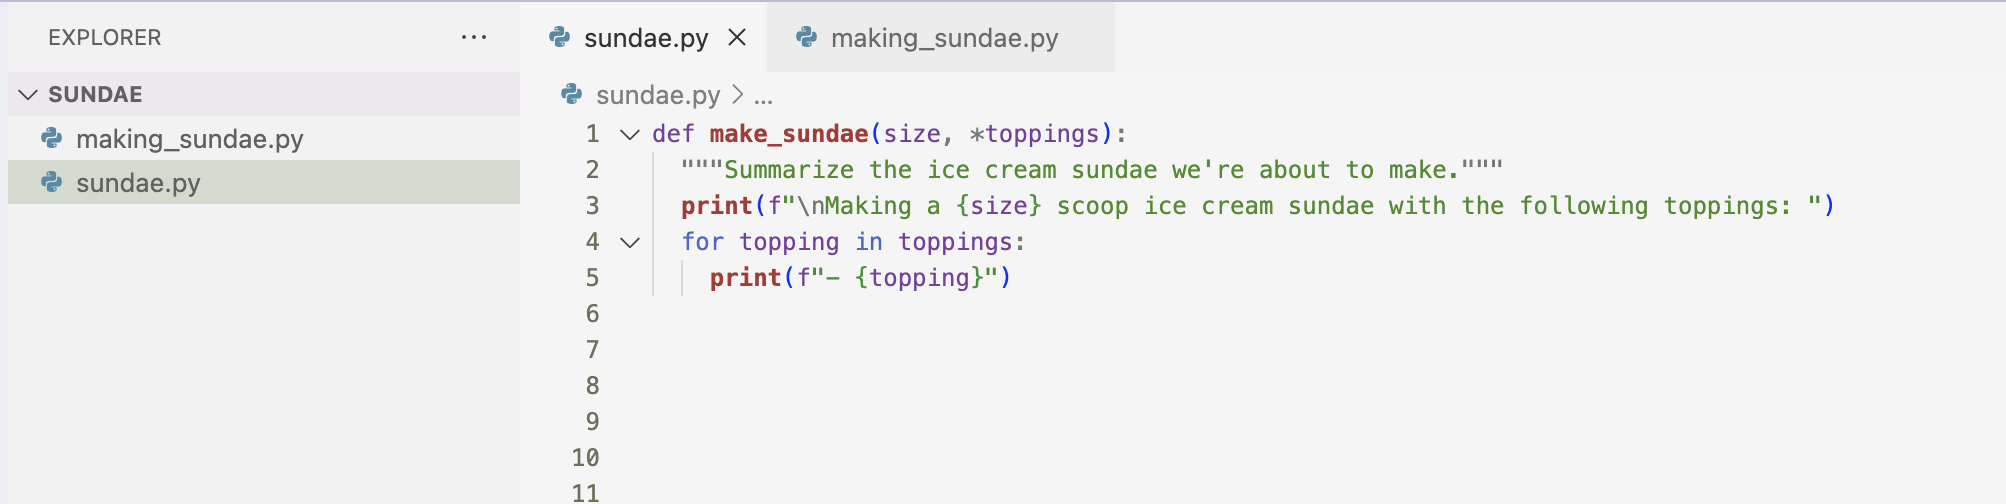 EXPLORER ...
SUNDAE
making_sundae.py
sundae.py
sundae.py making_sundae.py
sundae.py > ...
1 def make_sundae(size, *toppings):
2 """Summarize the ice cream sundae we're about to make."""
3 print(f"\nMaking a {size} scoop ice cream sundae with the following toppings: ")
4 for topping in toppings:
5 print(f"- {topping}")
6
7
8
9
10
11